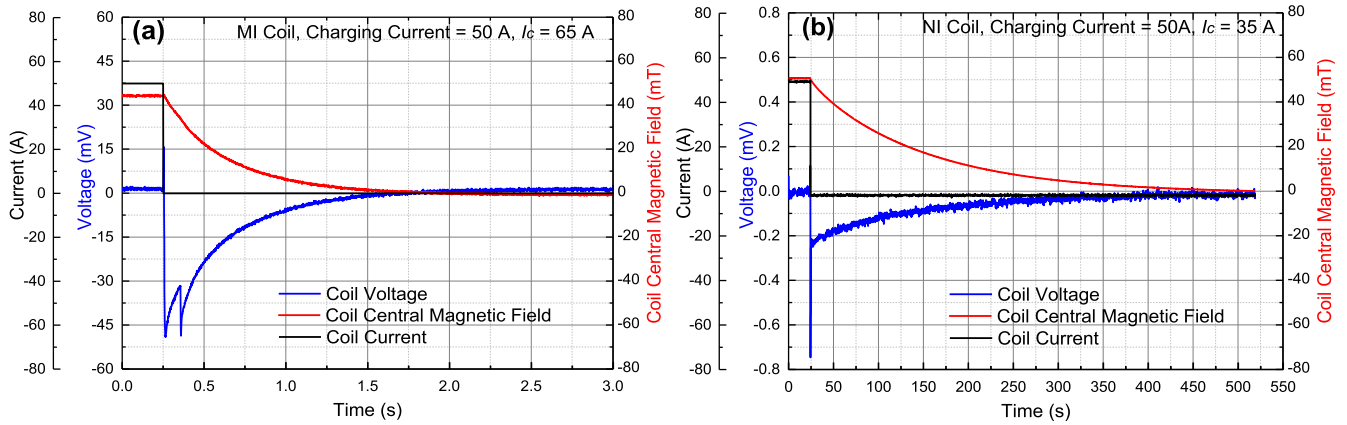 (a)
MI Coil, Charging Current = 50 A, Ic = 65 A
80
60
40
20
0
-20
-40
-60
-80
Current (A)
60
45
30
15
0
-15
-30
-45
-60
Voltage (mV)
80
60
40
20
0
-20
-40
-60
-80
Coil Central Magnetic Field (mT)
Coil Voltage
Coil Central Magnetic Field
Coil Current
0.0 0.5 1.0 1.5 2.0 2.5 3.0
Time (s)
(b)
NI Coil, Charging Current = 50A, Ic = 35 A
80
60
40
20
0
-20
-40
-60
-80
Current (A)
0.8
0.6
0.4
0.2
0.0
-0.2
-0.4
-0.6
-0.8
Voltage (mV)
80
60
40
20
0
-20
-40
-60
-80
Coil Central Magnetic Field (mT)
Coil Voltage
Coil Central Magnetic Field
Coil Current
0 50 100 150 200 250 300 350 400 450 500 550
Time (s)